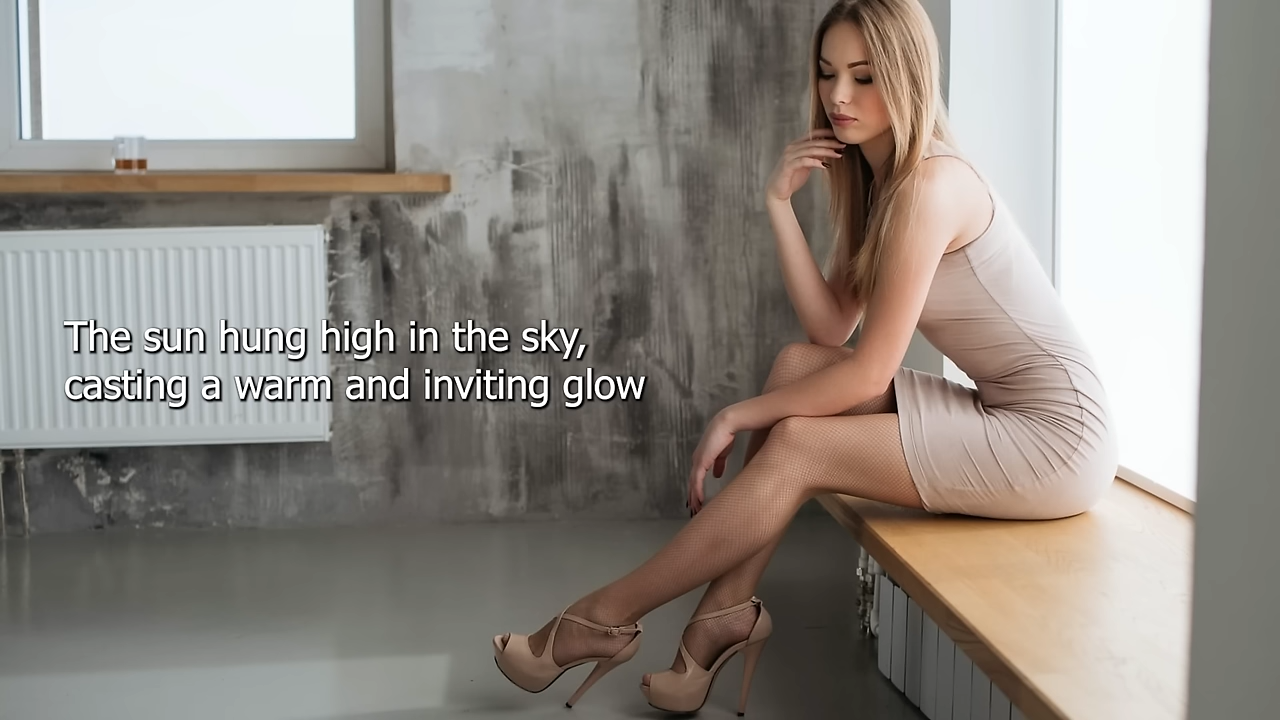 The sun hung high in the sky,
casting a warm and inviting glow